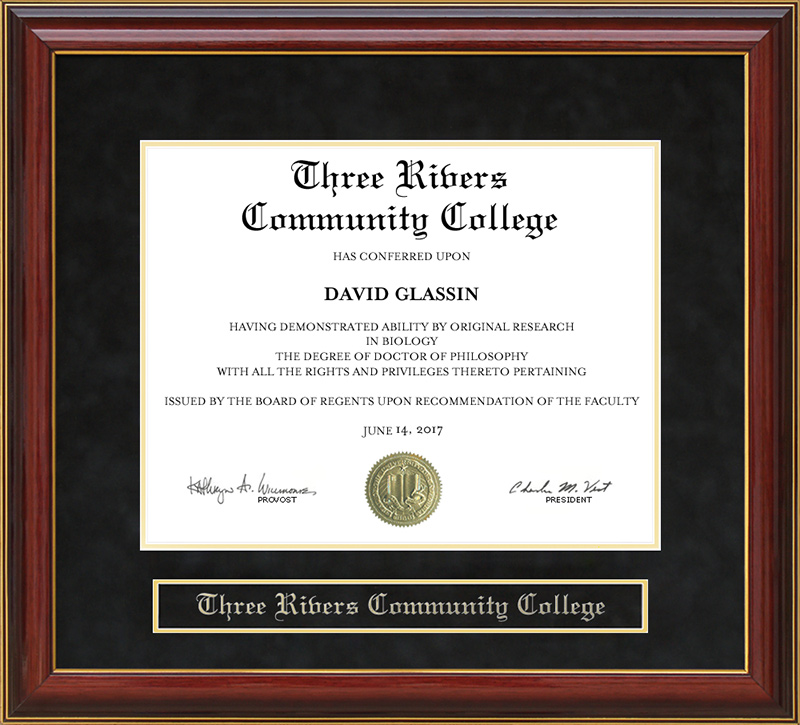 Three Rivers
Community College
HAS CONFERRED UPON
DAVID GLASSIN
HAVING DEMONSTRATED ABILITY BY ORIGINAL RESEARCH
IN BIOLOGY
THE DEGREE OF DOCTOR OF PHILOSOPHY
WITH ALL THE RIGHTS AND PRIVILEGES THERETO PERTAINING
ISSUED BY THE BOARD OF REGENTS UPON RECOMMENDATION OF THE FACULTY
JUNE 14, 2017
Charles M. Vest
PROVOST
PRESIDENT
Three Rivers Community College